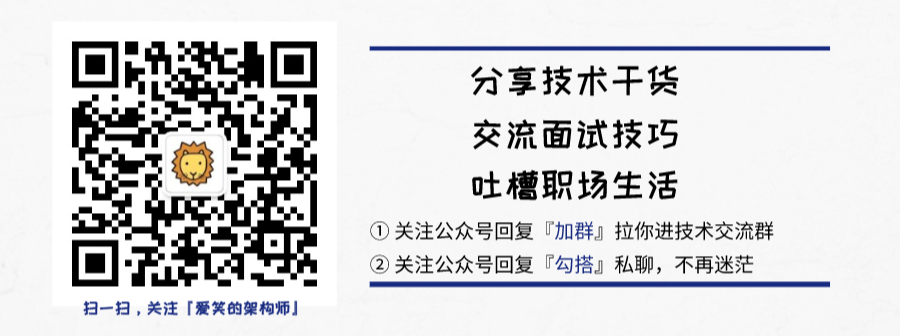 分享技术干货
交流面试技巧
吐槽职场生活
① 关注公众号回复『加群』拉你进技术交流群
② 关注公众号回复『勾搭』私聊，不再迷茫
扫一扫，关注『爱笑的架构师』